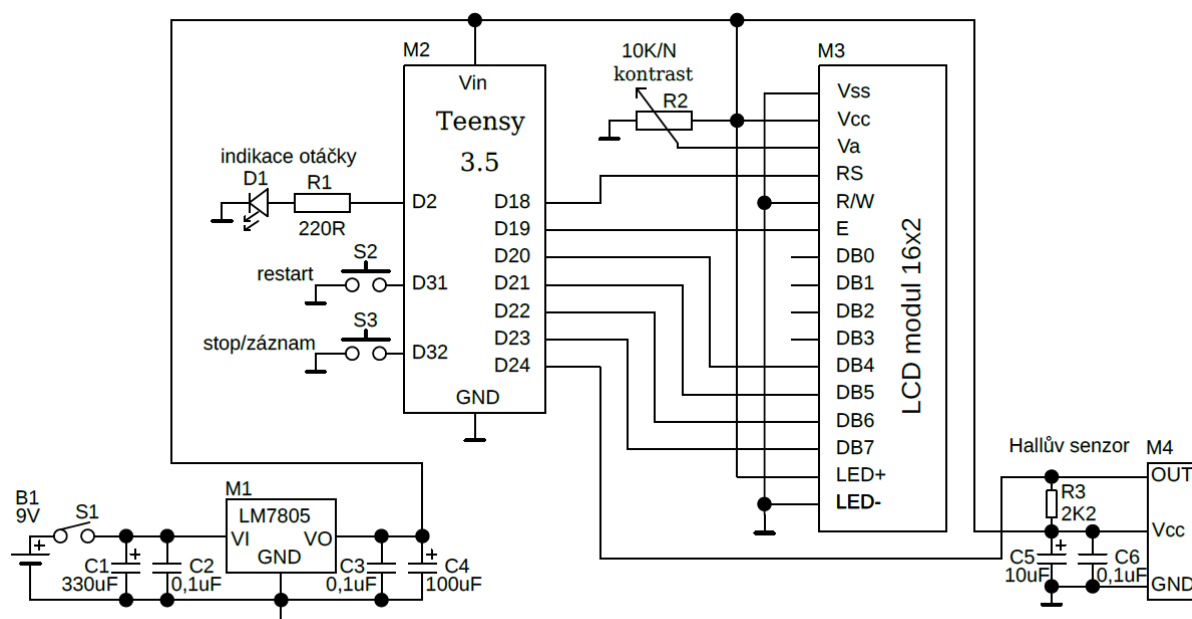 M2
Vin
Teensy
3.5
D2
D31
D32
D18
D19
D20
D21
D22
D23
D24
GND
indikace otáčky
D1
R1
220R
S2
restart
S3
stop/záznam
10K/N
kontrast
R2
M3
Vss
Vcc
Va
RS
R/W
E
DB0
DB1
DB2
DB3
DB4
DB5
DB6
DB7
LED+
LED-
LCD modul 16x2
B1
9V
+
S1
+
C1
330uF
C2
0,1uF
M1
LM7805
VI
VO
GND
C3
0,1uF
+
C4
100uF
Hallův senzor
M4
OUT
Vcc
GND
R3
2K2
+
C5
10uF
C6
0,1uF